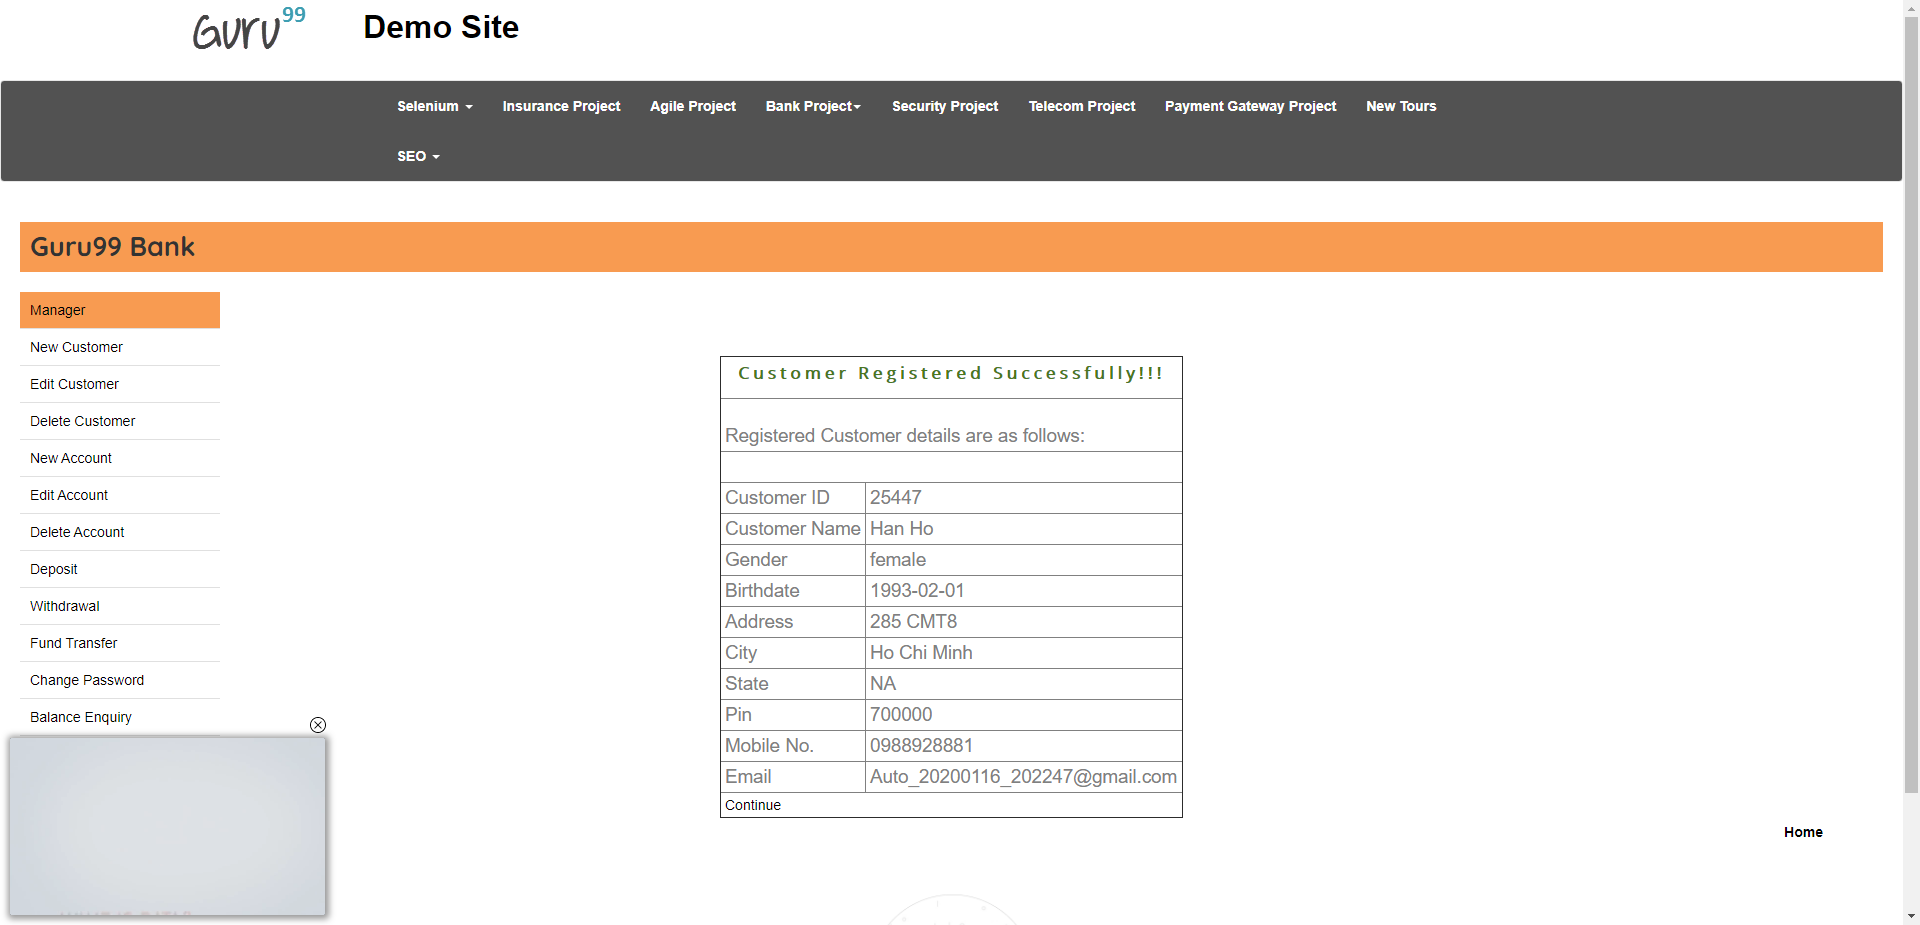 Guru99
Demo Site
Selenium
Insurance Project
Agile Project
Bank Project
Security Project
Telecom Project
Payment Gateway Project
New Tours
SEO
Guru99 Bank
Manager
New Customer
Edit Customer
Delete Customer
New Account
Edit Account
Delete Account
Deposit
Withdrawal
Fund Transfer
Change Password
Balance Enquiry
Customer Registered Successfully!!!
Registered Customer details are as follows:
Customer ID 25447
Customer Name Han Ho
Gender female
Birthdate 1993-02-01
Address 285 CMT8
City Ho Chi Minh
State NA
Pin 700000
Mobile No. 0988928881
Email Auto_20200116_202247@gmail.com
Continue
Home